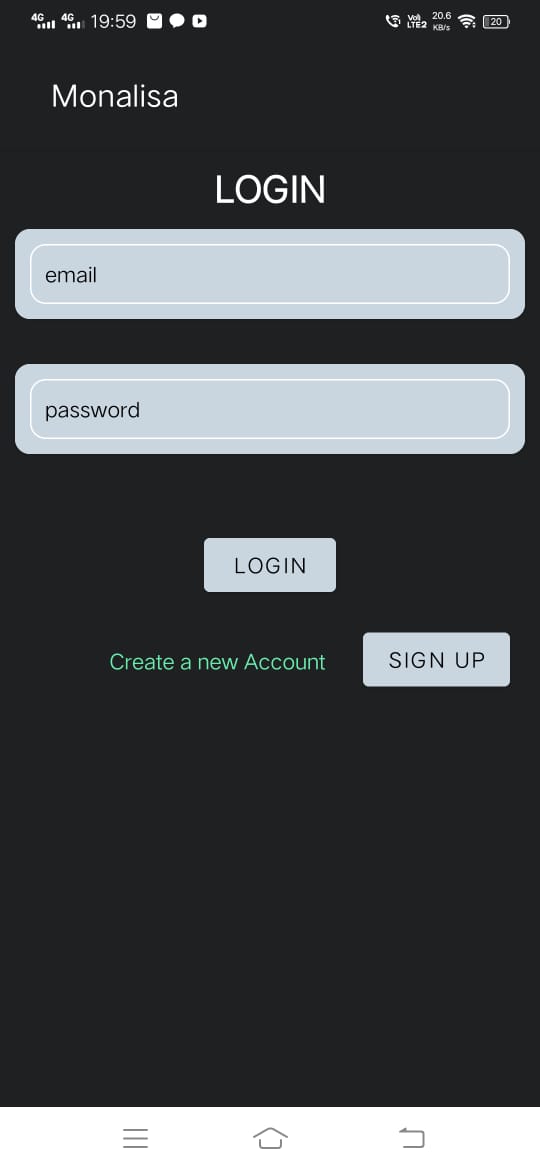 4G 4G 19:59 Vo) LTE2 20.6 KB/s 20
Monalisa
LOGIN
email
password
LOGIN
Create a new Account SIGN UP